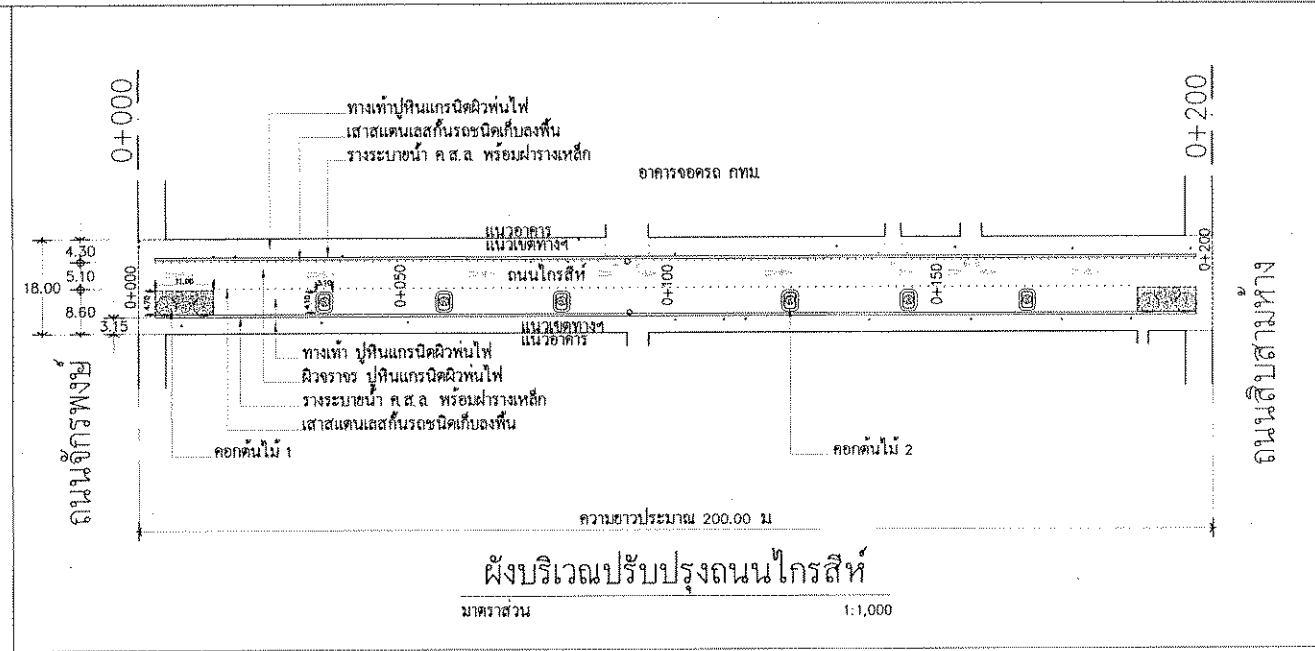 0+000
0+200
ทางเท้าปูหินแกรนิตผิวพ่นไฟ
เสาสแตนเลสกั้นรถชนิดเก็บลงพื้น
รางระบายน้ำ ค.ส.ล. พร้อมฝารางเหล็ก
อาคารจอดรถ กทม.
แนวอาคาร
แนวเขตทางฯ
4.30
5.10
18.00
8.60
3.15
0+000
0+050
0+100
0+150
0+200
ถนนไกรสีห์
11.00
4.70
แนวเขตทางฯ
แนวอาคาร
ทางเท้า ปูหินแกรนิตผิวพ่นไฟ
ผิวจราจร ปูหินแกรนิตผิวพ่นไฟ
รางระบายน้ำ ค.ส.ล. พร้อมฝารางเหล็ก
เสาสแตนเลสกั้นรถชนิดเก็บลงพื้น
คอกต้นไม้ 1
คอกต้นไม้ 2
ถนนจักรพงษ์
ถนนสิบสามห้าง
ความยาวประมาณ 200.00 ม.
ผังบริเวณปรับปรุงถนนไกรสีห์
มาตราส่วน 1:1,000